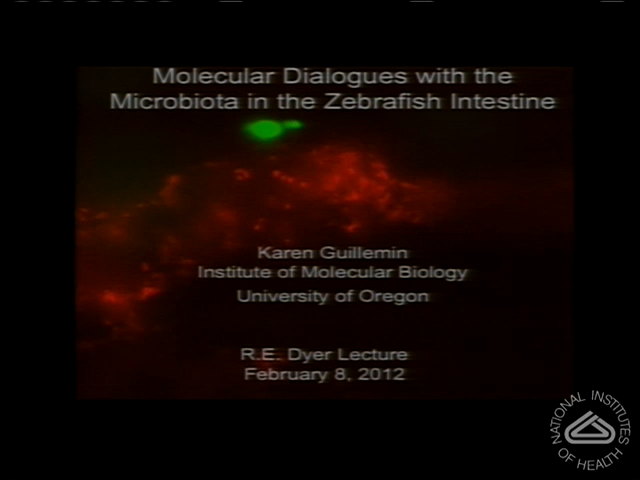 Molecular Dialogues with the
Microbiota in the Zebrafish Intestine
Karen Guillemin
Institute of Molecular Biology
University of Oregon
R.E. Dyer Lecture
February 8, 2012
NATIONAL INSTITUTES
OF HEALTH